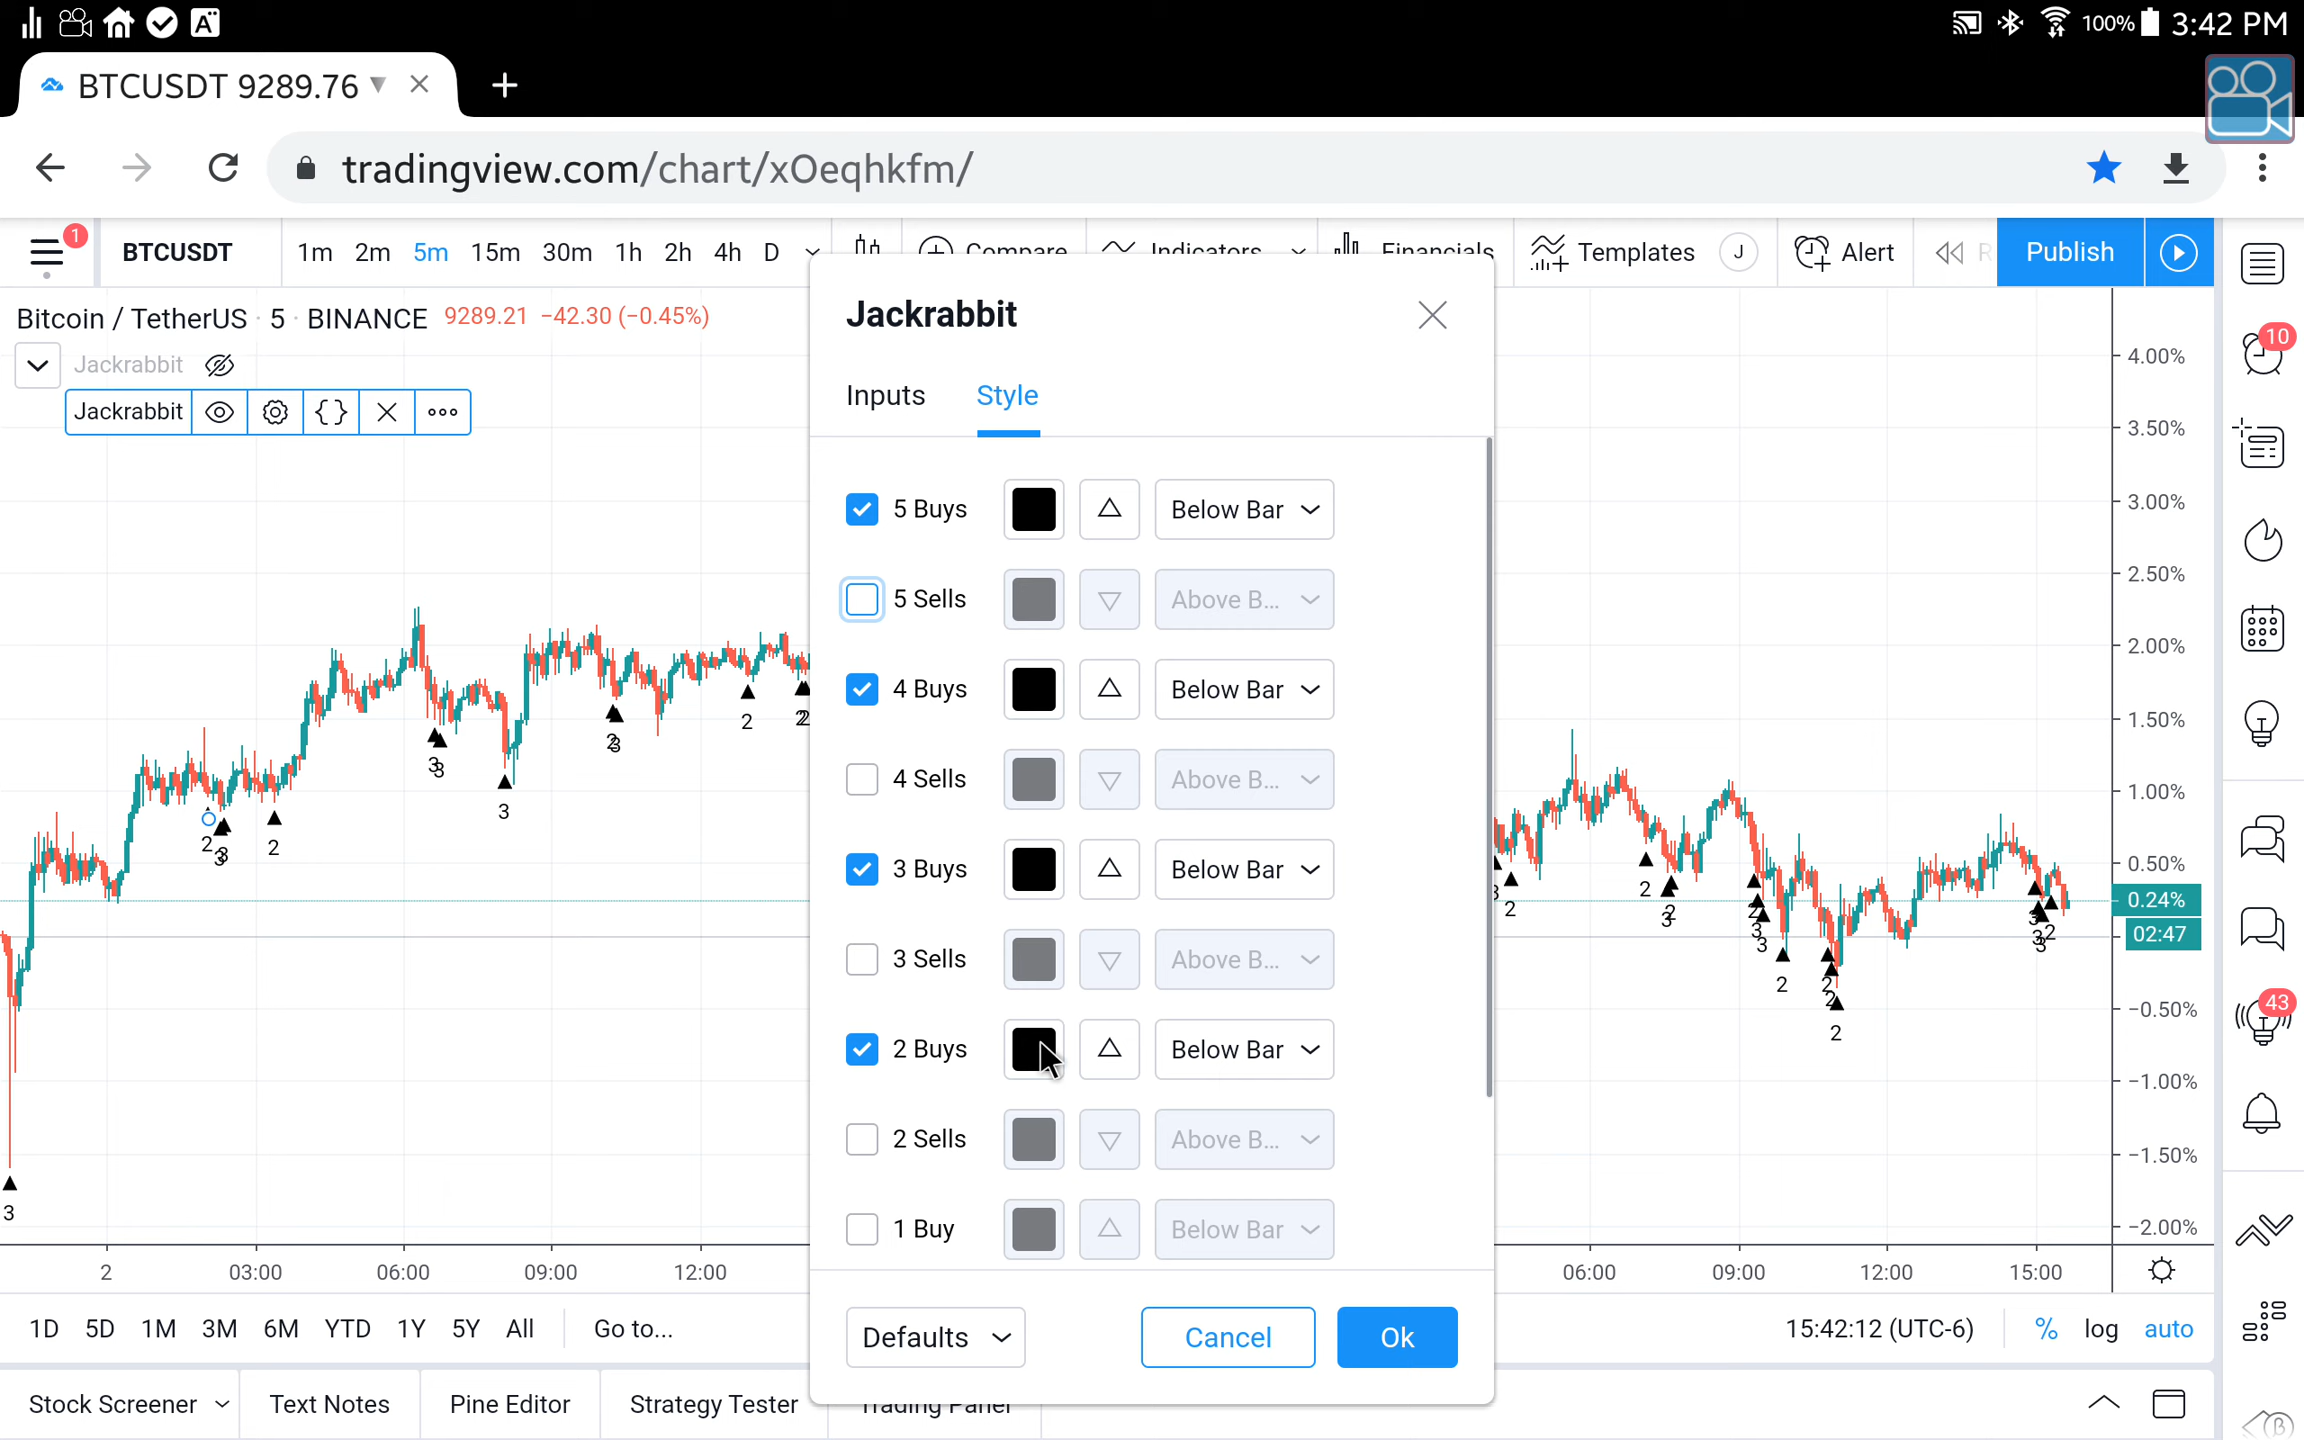 100% 3:42 PM
BTCUSDT 9289.76
tradingview.com/chart/xOeqhkfm/
1 BTCUSDT 1m 2m 5m 15m 30m 1h 2h 4h D Compare Indicators Financials Templates J Alert R Publish
Bitcoin / TetherUS · 5 · BINANCE 9289.21 −42.30 (−0.45%)
Jackrabbit
Jackrabbit
Jackrabbit
Inputs Style
5 Buys Below Bar
5 Sells Above B...
4 Buys Below Bar
4 Sells Above B...
3 Buys Below Bar
3 Sells Above B...
2 Buys Below Bar
2 Sells Above B...
1 Buy Below Bar
Defaults Cancel Ok
10
43
4.00%
3.50%
3.00%
2.50%
2.00%
1.50%
1.00%
0.50%
0.24%
02:47
−0.50%
−1.00%
−1.50%
−2.00%
2 03:00 06:00 09:00 12:00 06:00 09:00 12:00 15:00
1D 5D 1M 3M 6M YTD 1Y 5Y All Go to... 15:42:12 (UTC-6) % log auto
Stock Screener Text Notes Pine Editor Strategy Tester Trading Panel